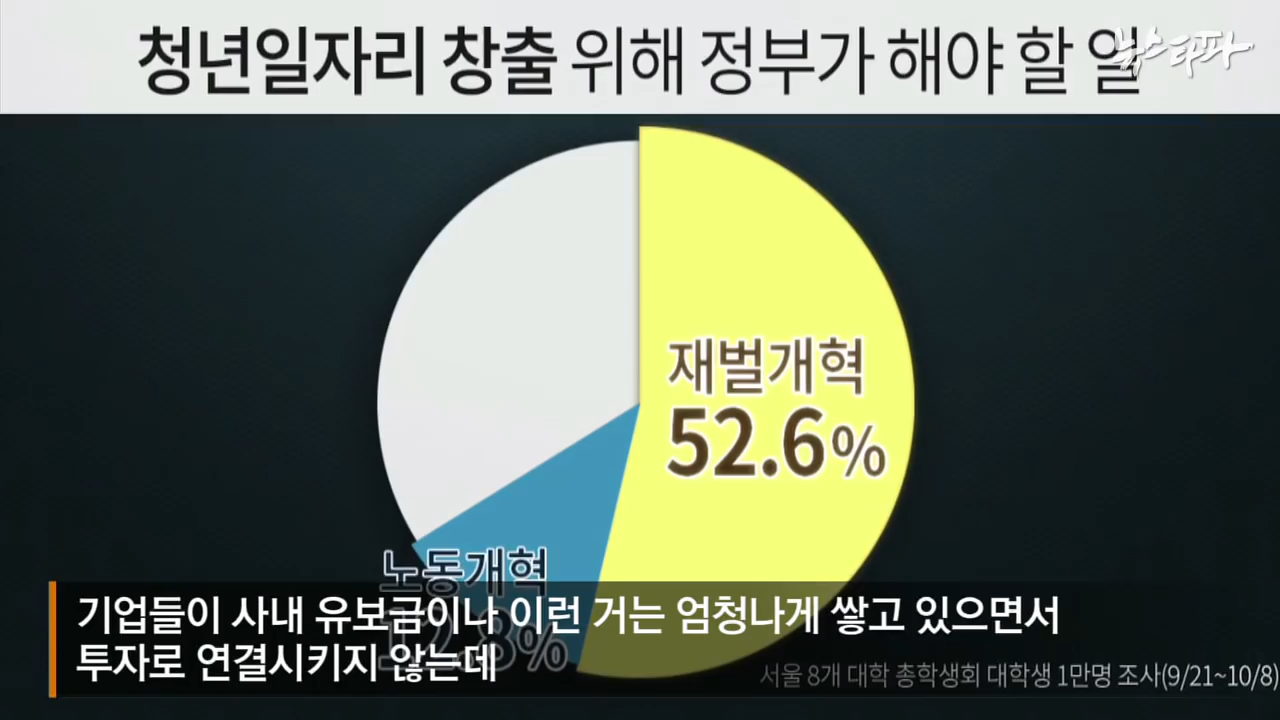 청년일자리 창출 위해 정부가 해야 할 일
뉴스타파
재벌개혁
52.6%
노동개혁
12.8%
기업들이 사내 유보금이나 이런 거는 엄청나게 쌓고 있으면서
투자로 연결시키지 않는데
서울 8개 대학 총학생회 대학생 1만명 조사(9/21~10/8)